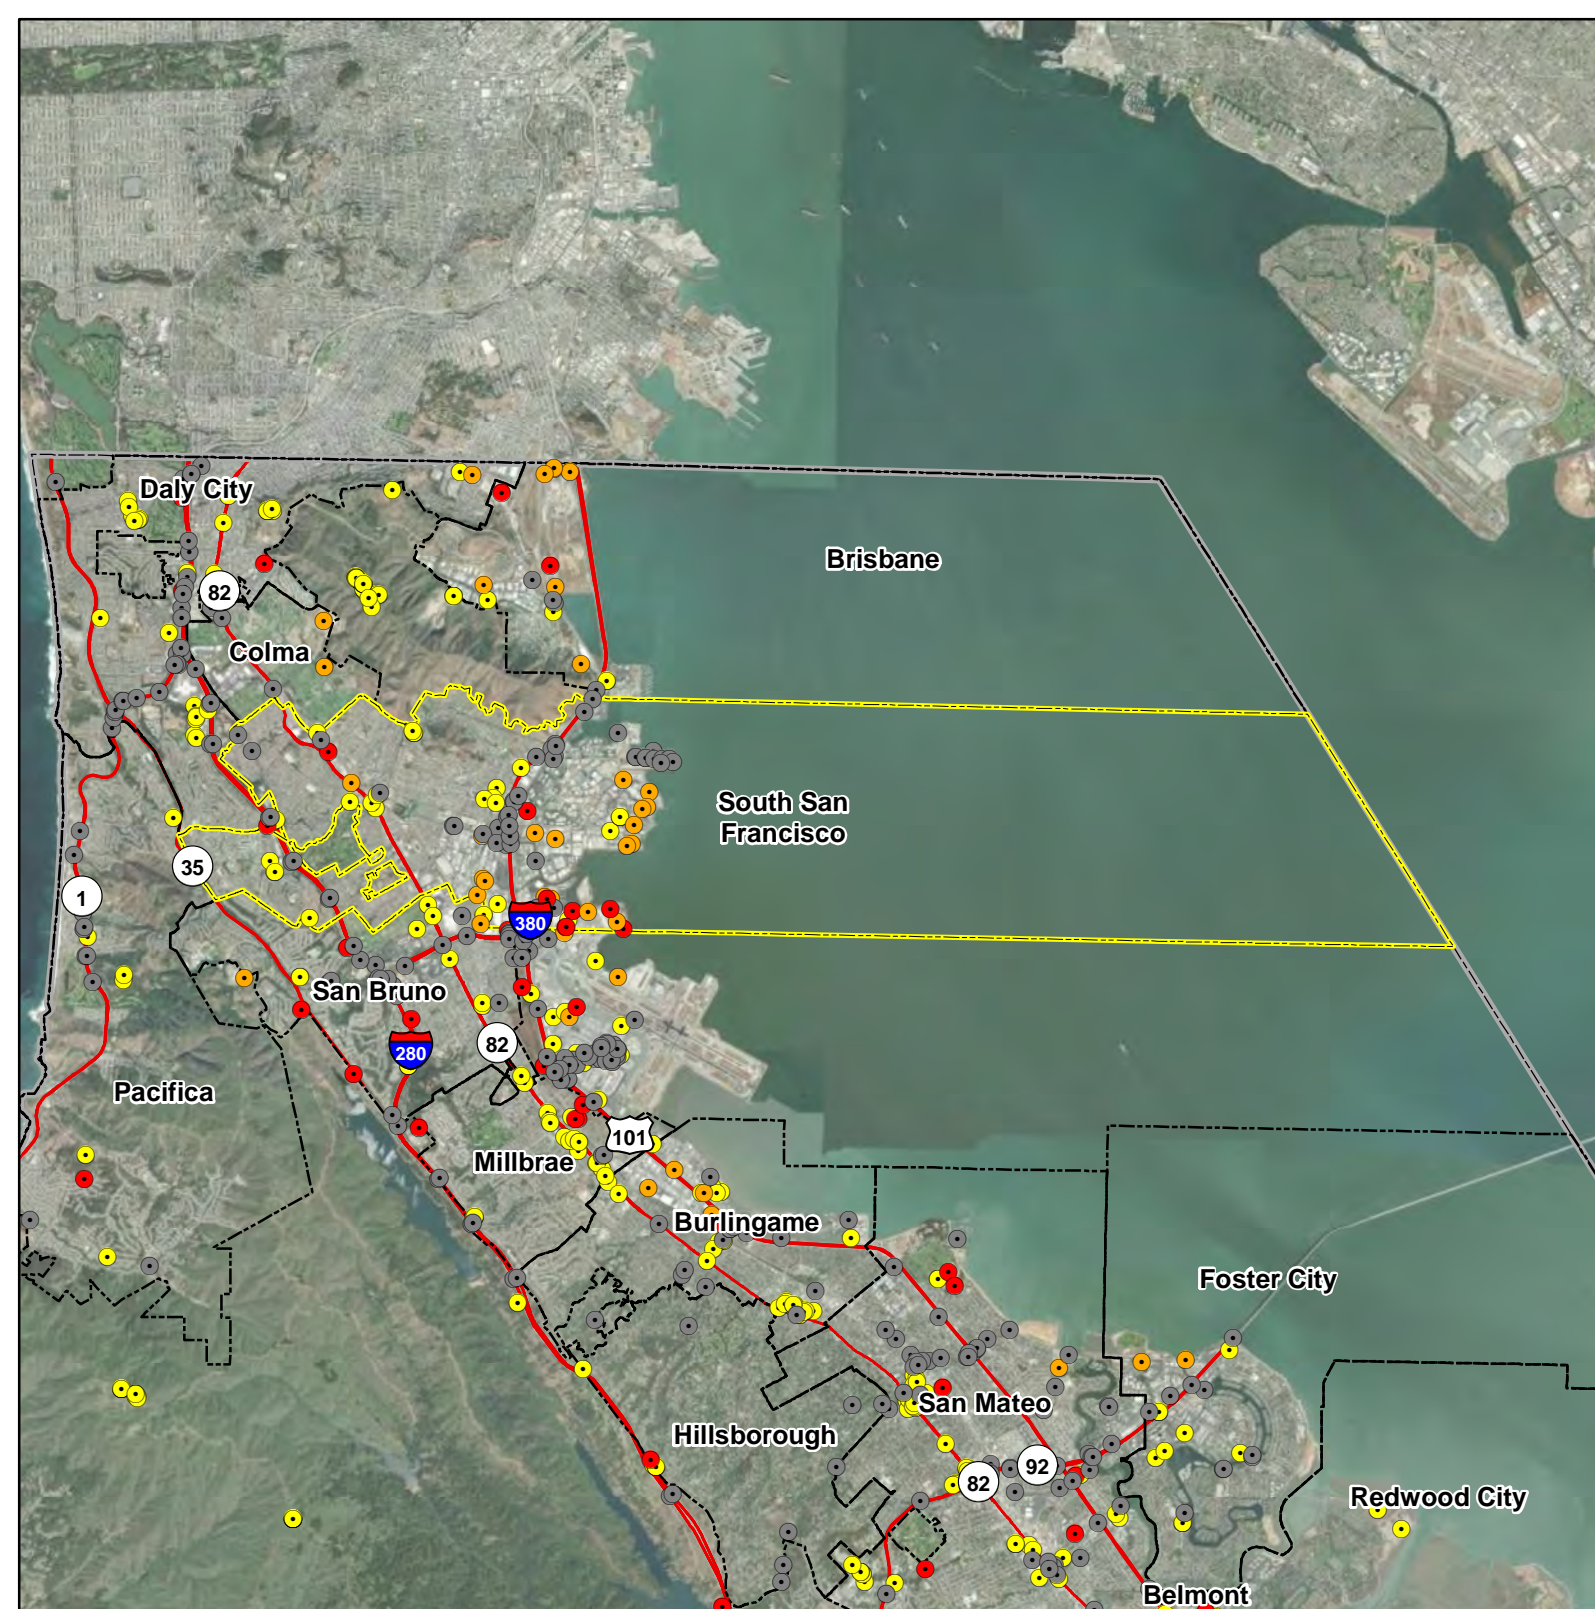 Daly City
Brisbane
82
Colma
South San
Francisco
35
1
380
San Bruno
280
82
Pacifica
101
Millbrae
Burlingame
Foster City
San Mateo
Hillsborough
92
82
Redwood City
Belmont